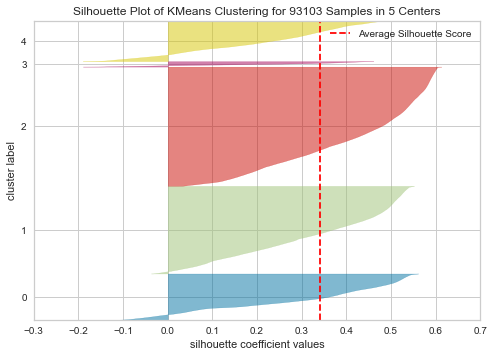 Silhouette Plot of KMeans Clustering for 93103 Samples in 5 Centers
Average Silhouette Score
4
3
2
1
0
cluster label
-0.3 -0.2 -0.1 0.0 0.1 0.2 0.3 0.4 0.5 0.6 0.7
silhouette coefficient values